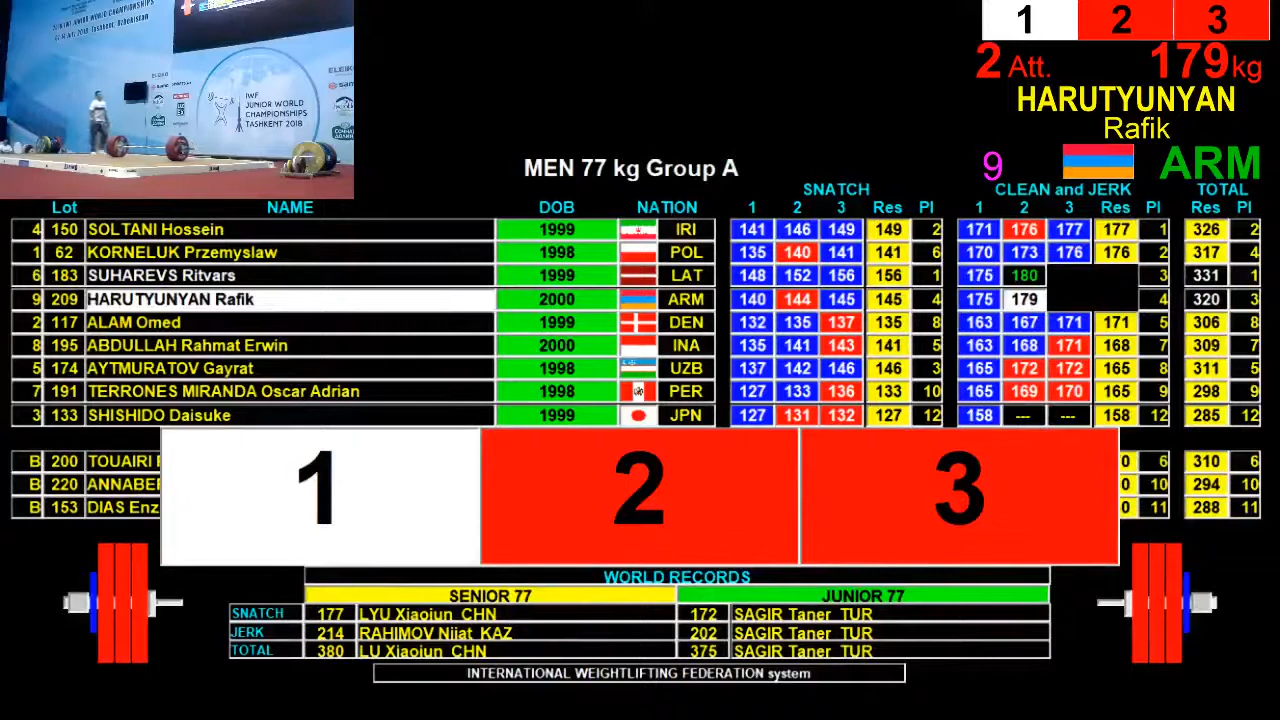 1 2 3
2 Att. 179kg
HARUTYUNYAN
Rafik
9 ARM
IWF
JUNIOR WORLD
CHAMPIONSHIPS
TASHKENT 2018
MEN 77 kg Group A
SNATCH CLEAN and JERK TOTAL
Lot NAME DOB NATION 1 2 3 Res Pl 1 2 3 Res Pl Res Pl
4 150 SOLTANI Hossein 1999 IRI 141 146 149 149 2 171 176 177 177 1 326 2
1 62 KORNELUK Przemyslaw 1998 POL 135 140 141 141 6 170 173 176 176 2 317 4
6 183 SUHAREVS Ritvars 1999 LAT 148 152 156 156 1 175 180 3 331 1
9 209 HARUTYUNYAN Rafik 2000 ARM 140 144 145 145 4 175 179 4 320 3
2 117 ALAM Omed 1999 DEN 132 135 137 135 8 163 167 171 171 5 306 8
8 195 ABDULLAH Rahmat Erwin 2000 INA 135 141 143 141 5 163 168 171 168 7 309 7
5 174 AYTMURATOV Gayrat 1998 UZB 137 142 146 146 3 165 172 172 165 8 311 5
7 191 TERRONES MIRANDA Oscar Adrian 1998 PER 127 133 136 133 10 165 169 170 165 9 298 9
3 133 SHISHIDO Daisuke 1999 JPN 127 131 132 127 12 158 --- --- 158 12 285 12
B 200 TOUAIRI 0 6 310 6
B 220 ANNABE 0 10 294 10
B 153 DIAS Enz 0 11 288 11
1 2 3
WORLD RECORDS
SENIOR 77 JUNIOR 77
SNATCH 177 LYU Xiaojun CHN 172 SAGIR Taner TUR
JERK 214 RAHIMOV Nijat KAZ 202 SAGIR Taner TUR
TOTAL 380 LU Xiaojun CHN 375 SAGIR Taner TUR
INTERNATIONAL WEIGHTLIFTING FEDERATION system